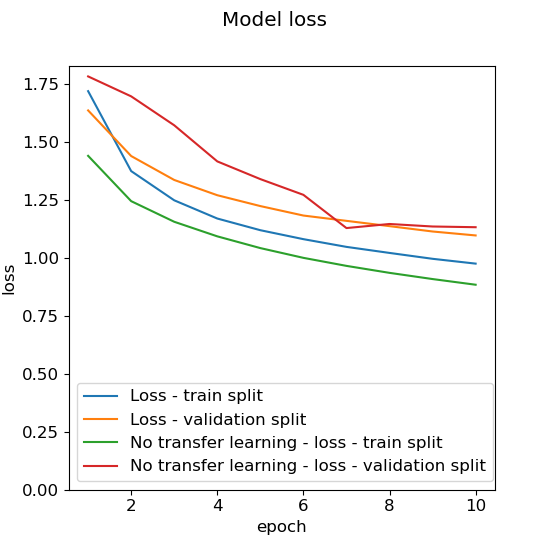 Model loss
1.75
1.50
1.25
1.00
0.75
0.50
0.25
0.00
loss
Loss - train split
Loss - validation split
No transfer learning - loss - train split
No transfer learning - loss - validation split
2 4 6 8 10
epoch